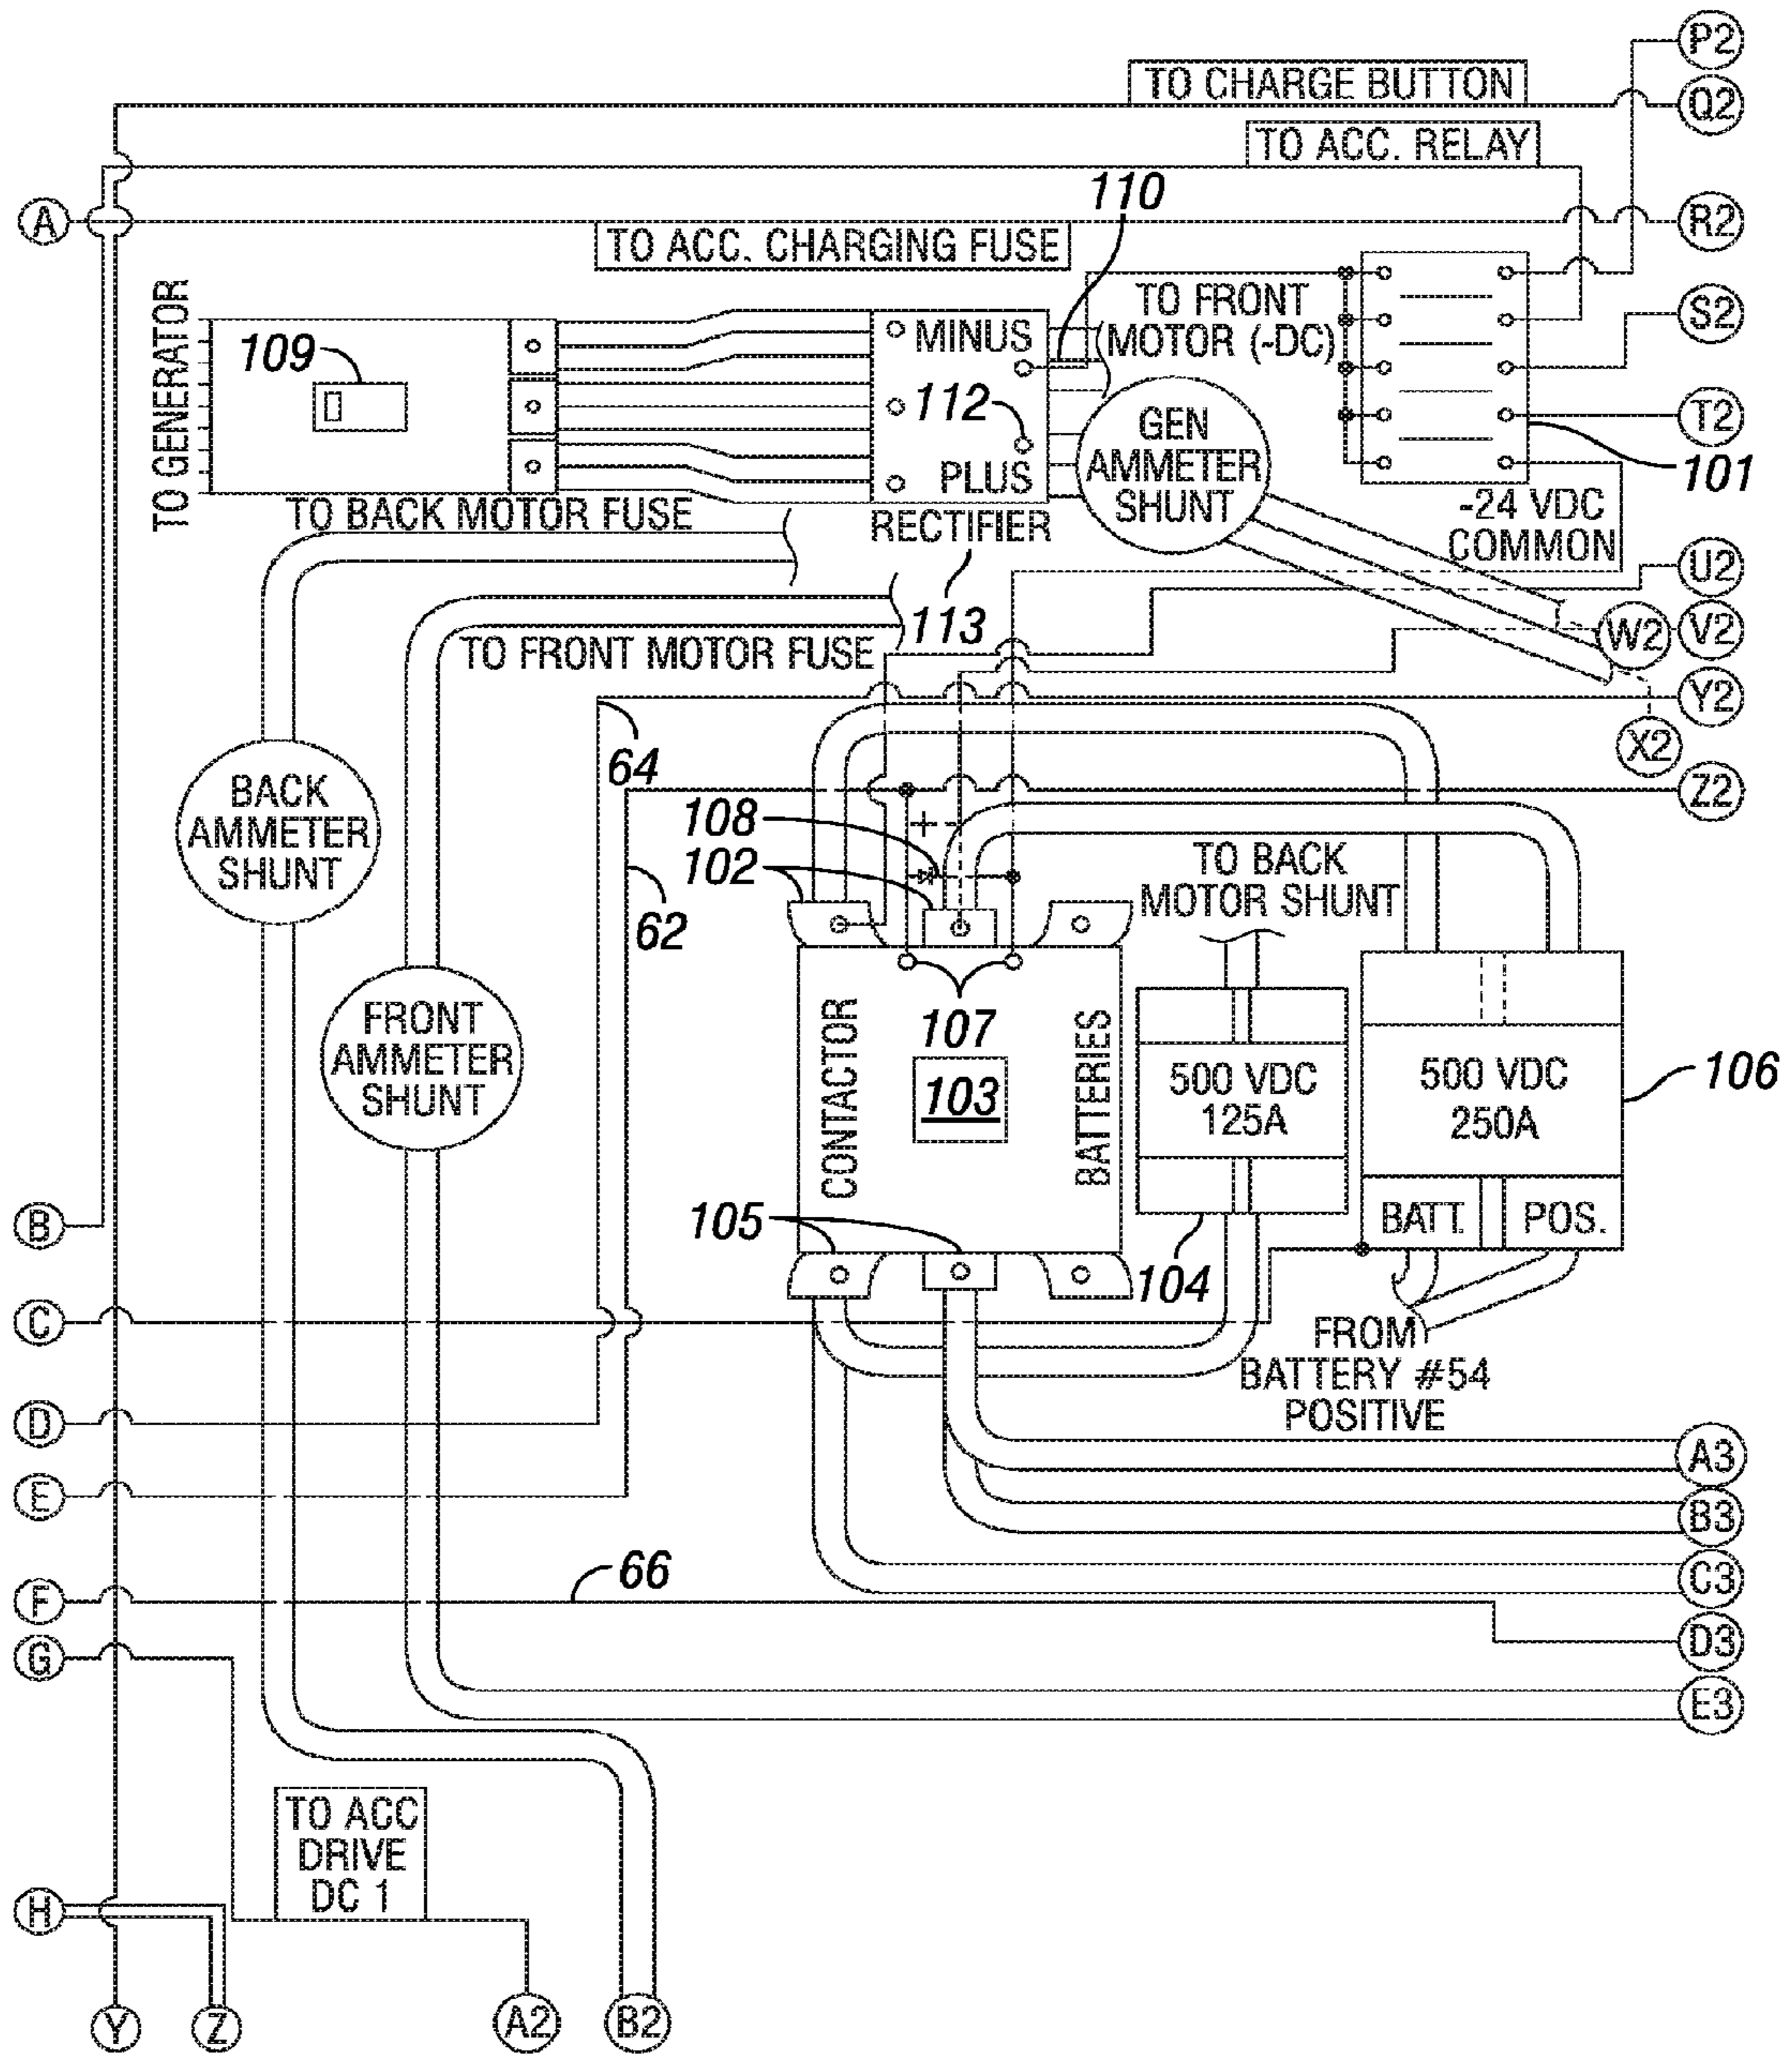 P2
TO CHARGE BUTTON
Q2
TO ACC. RELAY
110
A
R2
TO ACC. CHARGING FUSE
TO GENERATOR
109
MINUS
TO FRONT
MOTOR (-DC)
S2
112
PLUS
GEN
AMMETER
SHUNT
T2
101
TO BACK MOTOR FUSE
RECTIFIER
-24 VDC
COMMON
U2
113
W2
V2
TO FRONT MOTOR FUSE
Y2
64
X2
BACK
AMMETER
SHUNT
Z2
108
102
62
TO BACK
MOTOR SHUNT
FRONT
AMMETER
SHUNT
CONTACTOR
107
103
BATTERIES
500 VDC
125A
500 VDC
250A
106
B
105
104
BATT.
POS.
C
FROM
BATTERY #54
POSITIVE
D
A3
E
B3
66
C3
F
D3
G
E3
TO ACC
DRIVE
DC 1
H
Y
Z
A2
B2